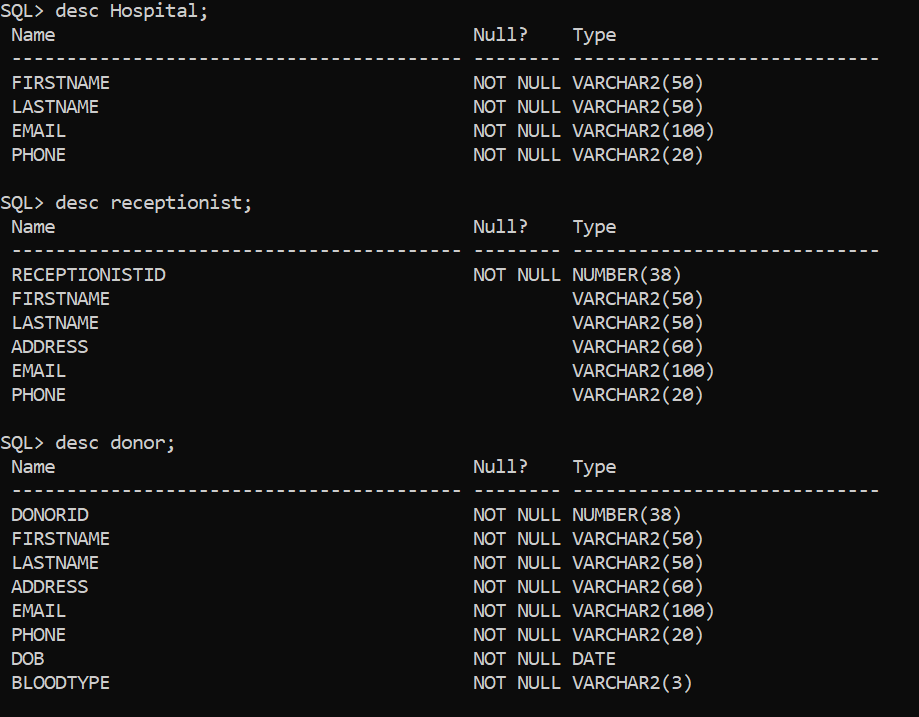 SQL> desc Hospital;
 Name                                      Null?    Type
 ----------------------------------------- -------- ----------------------------
 FIRSTNAME                                 NOT NULL VARCHAR2(50)
 LASTNAME                                  NOT NULL VARCHAR2(50)
 EMAIL                                     NOT NULL VARCHAR2(100)
 PHONE                                     NOT NULL VARCHAR2(20)

SQL> desc receptionist;
 Name                                      Null?    Type
 ----------------------------------------- -------- ----------------------------
 RECEPTIONISTID                            NOT NULL NUMBER(38)
 FIRSTNAME                                          VARCHAR2(50)
 LASTNAME                                           VARCHAR2(50)
 ADDRESS                                            VARCHAR2(60)
 EMAIL                                              VARCHAR2(100)
 PHONE                                              VARCHAR2(20)

SQL> desc donor;
 Name                                      Null?    Type
 ----------------------------------------- -------- ----------------------------
 DONORID                                   NOT NULL NUMBER(38)
 FIRSTNAME                                 NOT NULL VARCHAR2(50)
 LASTNAME                                  NOT NULL VARCHAR2(50)
 ADDRESS                                   NOT NULL VARCHAR2(60)
 EMAIL                                     NOT NULL VARCHAR2(100)
 PHONE                                     NOT NULL VARCHAR2(20)
 DOB                                       NOT NULL DATE
 BLOODTYPE                                 NOT NULL VARCHAR2(3)